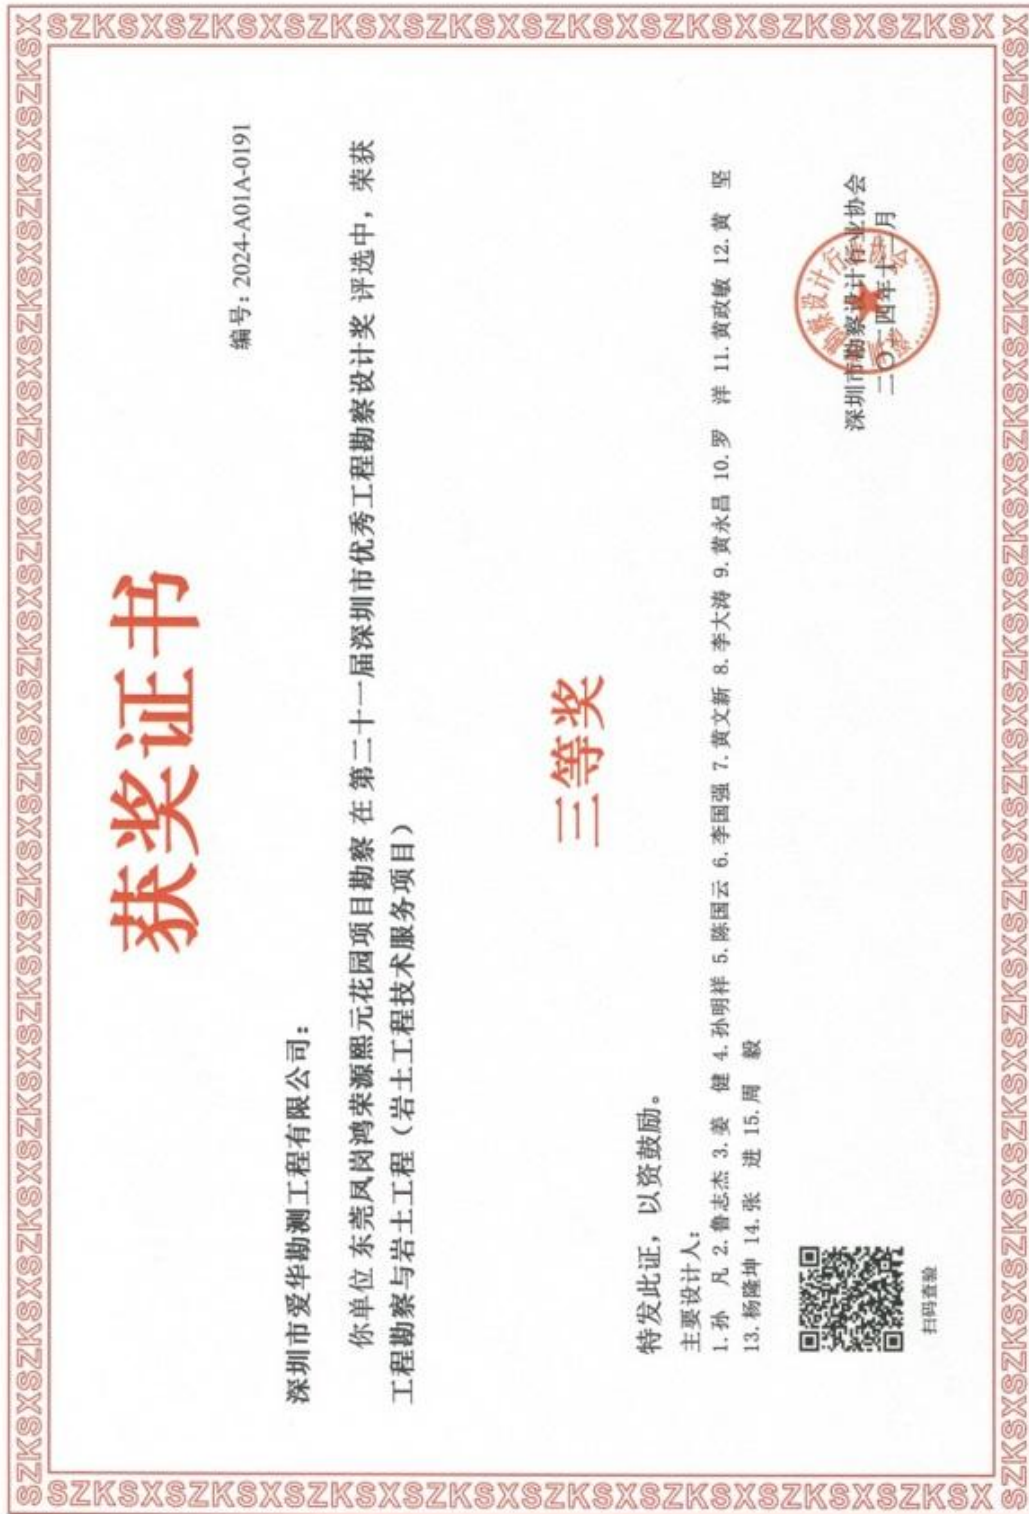 获奖证书
编号：2024-A01A-0191
深圳市爱华勘测工程有限公司：
你单位 东莞凤岗鸿荣源熙元花园项目勘察 在 第二十一届深圳市优秀工程勘察设计奖 评选中，荣获
工程勘察与岩土工程（岩土工程技术服务项目）
三等奖
特发此证，以资鼓励。
主要设计人：
1.孙　凡 2.鲁志杰 3.姜　健 4.孙明祥 5.陈国云 6.李国强 7.黄文新 8.李大涛 9.黄永昌 10.罗　洋 11.黄政敏 12.黄　坚
13.杨隆坤 14.张　进 15.周　毅
深圳市勘察设计行业协会
二〇二四年十一月
扫码查验